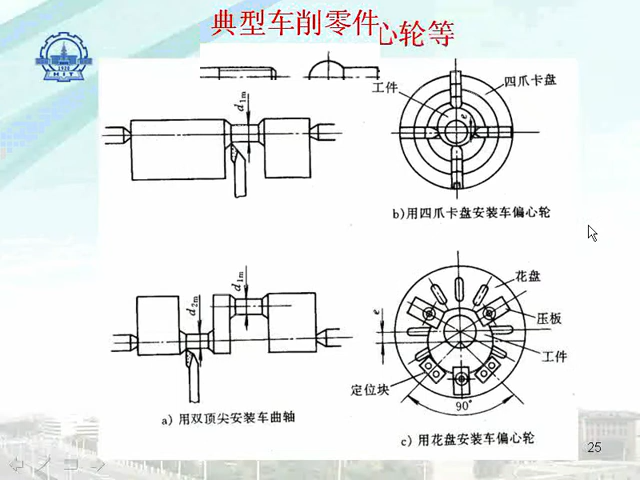 典型车削零件
心轮等
HIT
d1m
工件
四爪卡盘
e
b)用四爪卡盘安装车偏心轮
d2m
d1m
花盘
e
压板
工件
定位块
90°
a) 用双顶尖安装车曲轴
c) 用花盘安装车偏心轮
25